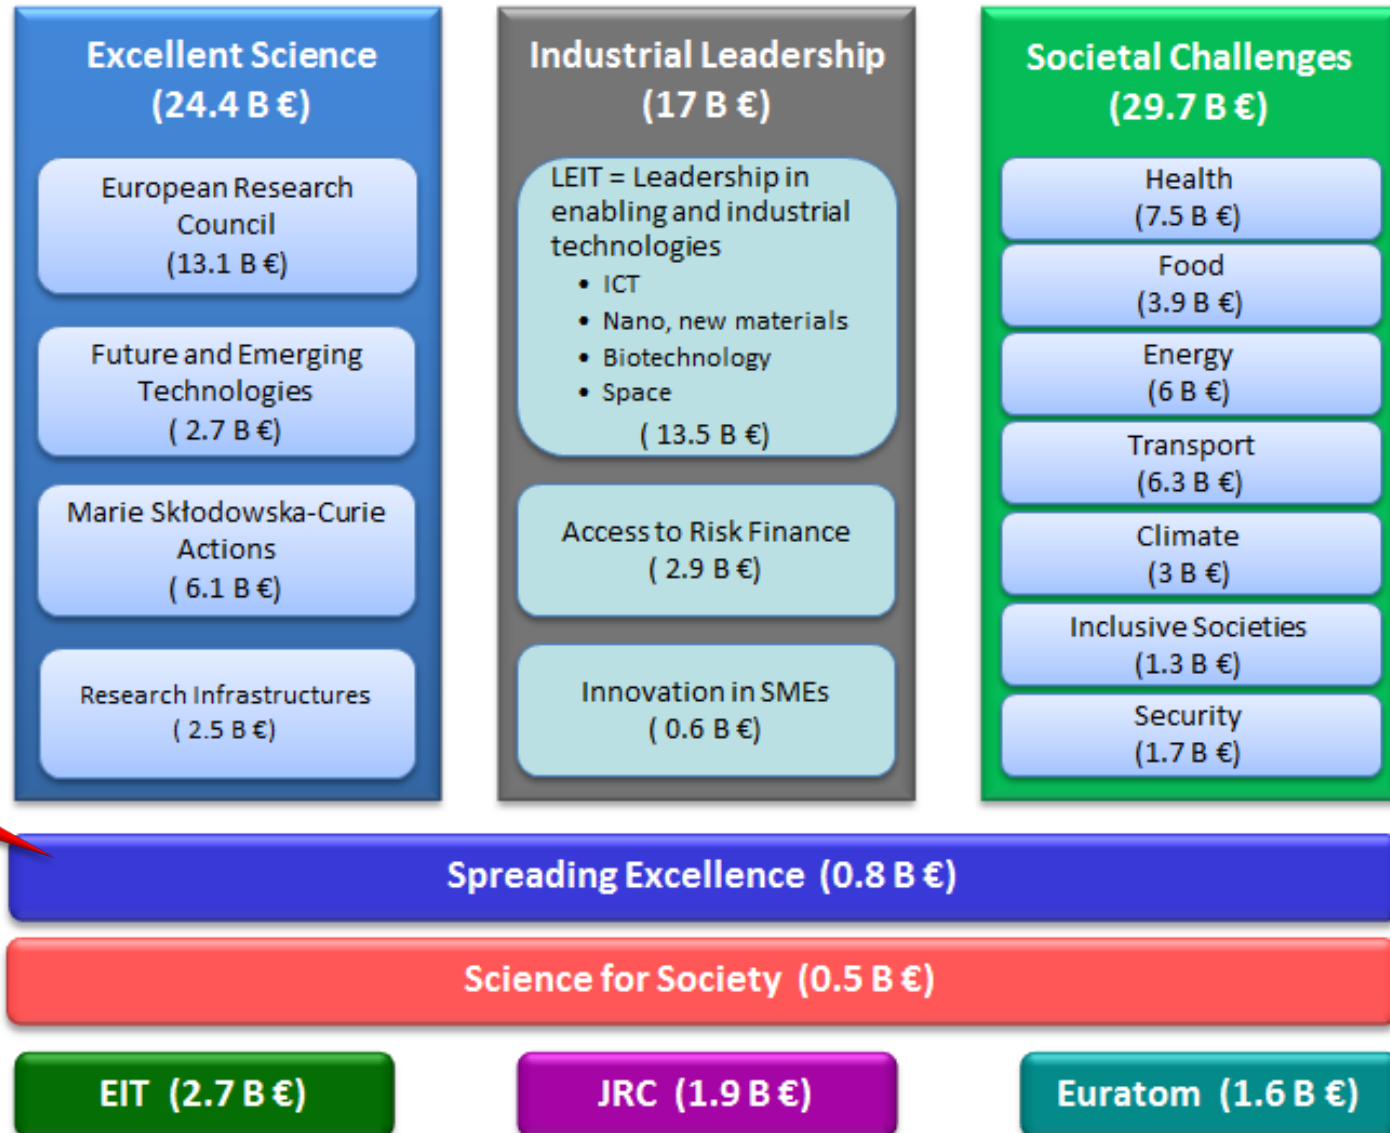 Excellent Science
(24.4 B €)
European Research
Council
(13.1 B €)
Future and Emerging
Technologies
( 2.7 B €)
Marie Skłodowska-Curie
Actions
( 6.1 B €)
Research Infrastructures
( 2.5 B €)
Industrial Leadership
(17 B €)
LEIT = Leadership in
enabling and industrial
technologies
• ICT
• Nano, new materials
• Biotechnology
• Space
( 13.5 B €)
Access to Risk Finance
( 2.9 B €)
Innovation in SMEs
( 0.6 B €)
Societal Challenges
(29.7 B €)
Health
(7.5 B €)
Food
(3.9 B €)
Energy
(6 B €)
Transport
(6.3 B €)
Climate
(3 B €)
Inclusive Societies
(1.3 B €)
Security
(1.7 B €)
Spreading Excellence (0.8 B €)
Science for Society (0.5 B €)
EIT (2.7 B €)
JRC (1.9 B €)
Euratom (1.6 B €)